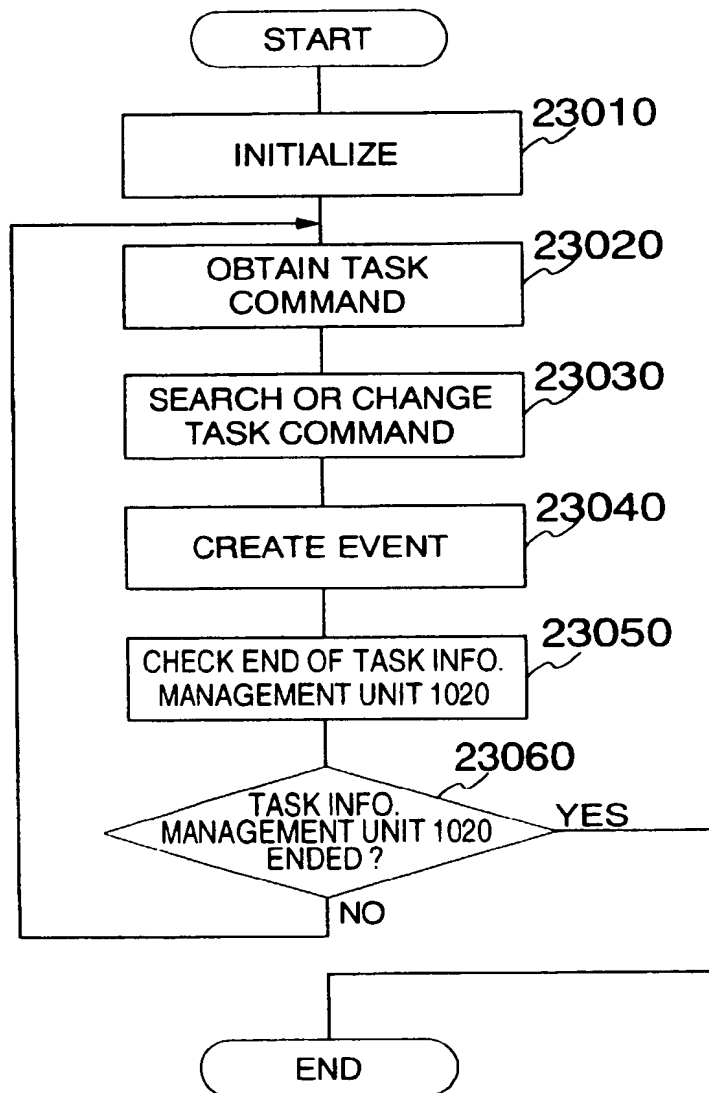 START
23010
INITIALIZE
23020
OBTAIN TASK
COMMAND
23030
SEARCH OR CHANGE
TASK COMMAND
23040
CREATE EVENT
23050
CHECK END OF TASK INFO.
MANAGEMENT UNIT 1020
23060
TASK INFO.
MANAGEMENT UNIT 1020
ENDED ?
YES
NO
END